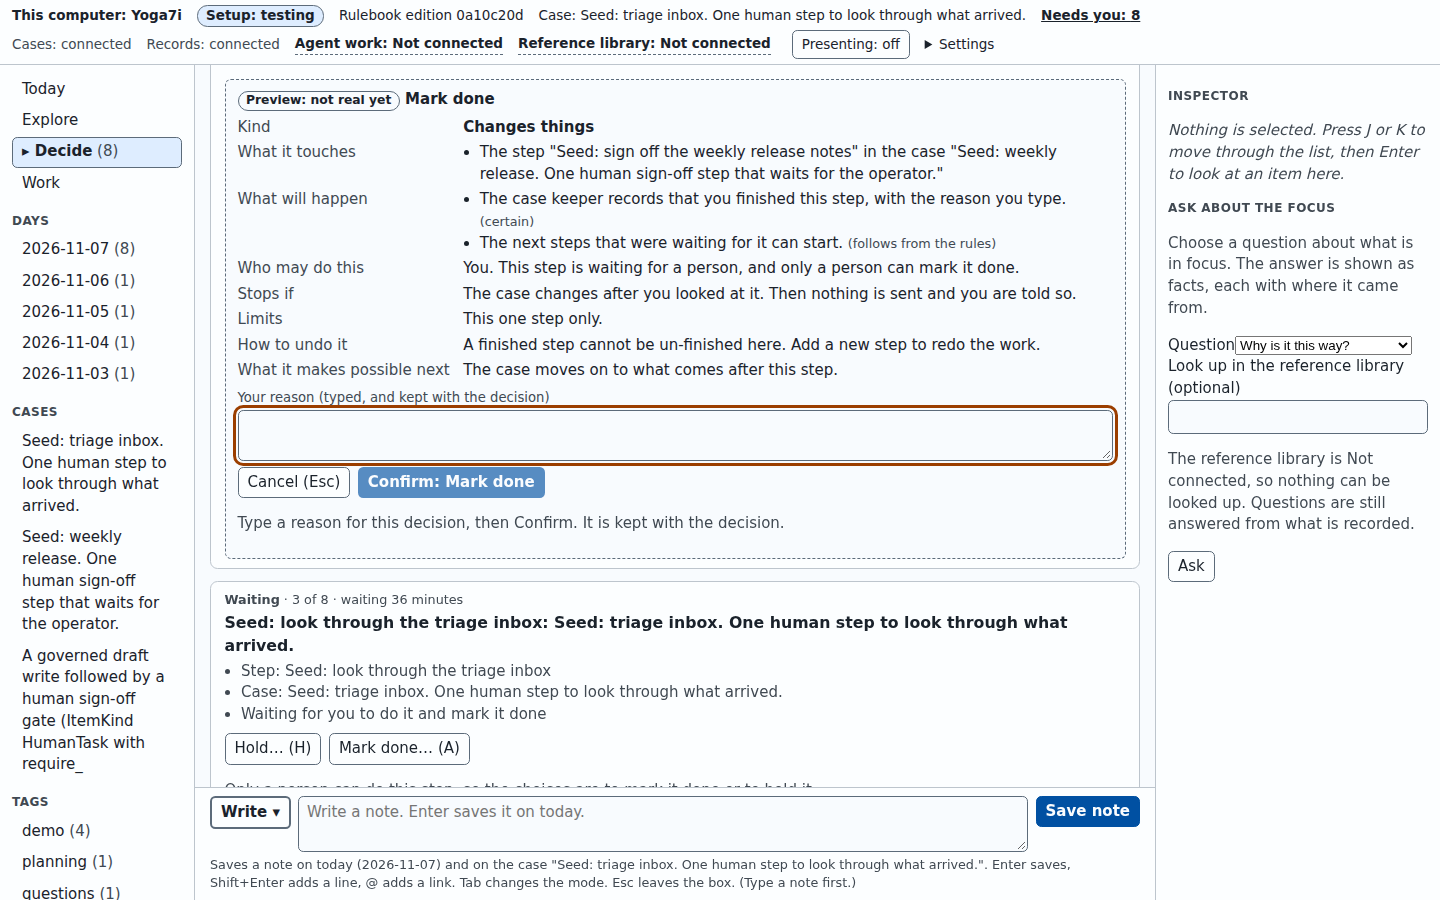 This computer: Yoga7i Setup: testing Rulebook edition 0a10c20d Case: Seed: triage inbox. One human step to look through what arrived. Needs you: 8
Cases: connected Records: connected Agent work: Not connected Reference library: Not connected Presenting: off ▶ Settings
Today
Explore
▸ Decide (8)
Work
DAYS
2026-11-07 (8)
2026-11-06 (1)
2026-11-05 (1)
2026-11-04 (1)
2026-11-03 (1)
CASES
Seed: triage inbox.
One human step to
look through what
arrived.
Seed: weekly
release. One
human sign-off
step that waits for
the operator.
A governed draft
write followed by a
human sign-off
gate (ItemKind
HumanTask with
require_
TAGS
demo (4)
planning (1)
questions (1)
Preview: not real yet Mark done
Kind Changes things
What it touches • The step "Seed: sign off the weekly release notes" in the case "Seed: weekly
release. One human sign-off step that waits for the operator."
What will happen • The case keeper records that you finished this step, with the reason you type.
(certain)
• The next steps that were waiting for it can start. (follows from the rules)
Who may do this You. This step is waiting for a person, and only a person can mark it done.
Stops if The case changes after you looked at it. Then nothing is sent and you are told so.
Limits This one step only.
How to undo it A finished step cannot be un-finished here. Add a new step to redo the work.
What it makes possible next The case moves on to what comes after this step.
Your reason (typed, and kept with the decision)
Cancel (Esc) Confirm: Mark done
Type a reason for this decision, then Confirm. It is kept with the decision.
Waiting · 3 of 8 · waiting 36 minutes
Seed: look through the triage inbox: Seed: triage inbox. One human step to look through what
arrived.
• Step: Seed: look through the triage inbox
• Case: Seed: triage inbox. One human step to look through what arrived.
• Waiting for you to do it and mark it done
Hold… (H) Mark done… (A)
Only a person can do this step, so the choices are to mark it done or to hold it.
Write ▾ Write a note. Enter saves it on today. Save note
Saves a note on today (2026-11-07) and on the case "Seed: triage inbox. One human step to look through what arrived.". Enter saves,
Shift+Enter adds a line, @ adds a link. Tab changes the mode. Esc leaves the box. (Type a note first.)
INSPECTOR
Nothing is selected. Press J or K to
move through the list, then Enter
to look at an item here.
ASK ABOUT THE FOCUS
Choose a question about what is
in focus. The answer is shown as
facts, each with where it came
from.
Question Why is it this way?
Look up in the reference library
(optional)
The reference library is Not
connected, so nothing can be
looked up. Questions are still
answered from what is recorded.
Ask